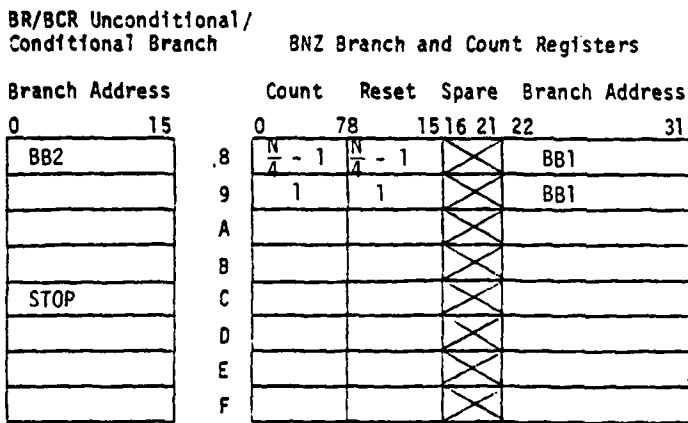 BR/BCR Unconditional/
Conditional Branch BNZ Branch and Count Registers
Branch Address Count Reset Spare Branch Address
0 15 0 78 15 16 21 22 31
BB2 .8 N/4 - 1 N/4 - 1 BB1
9 1 1 BB1
A
B
STOP C
D
E
F